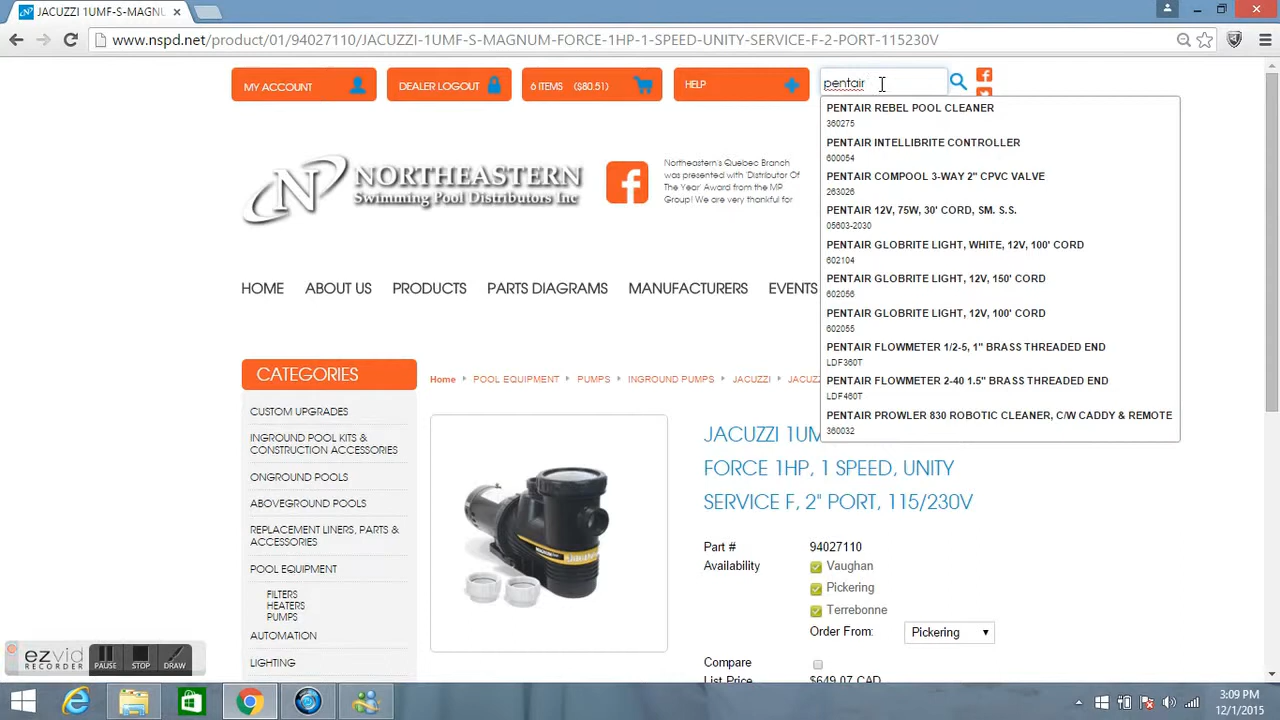 JACUZZI 1UMF-S-MAGNU
www.nspd.net/product/01/94027110/JACUZZI-1UMF-S-MAGNUM-FORCE-1HP-1-SPEED-UNITY-SERVICE-F-2-PORT-115230V
MY ACCOUNT
DEALER LOGOUT
6 ITEMS ($80.51)
HELP
pentair
PENTAIR REBEL POOL CLEANER
360275
PENTAIR INTELLIBRITE CONTROLLER
600054
PENTAIR COMPOOL 3-WAY 2" CPVC VALVE
263026
PENTAIR 12V, 75W, 30' CORD, SM. S.S.
05603-2030
PENTAIR GLOBRITE LIGHT, WHITE, 12V, 100' CORD
602104
PENTAIR GLOBRITE LIGHT, 12V, 150' CORD
602056
PENTAIR GLOBRITE LIGHT, 12V, 100' CORD
602055
PENTAIR FLOWMETER 1/2-5, 1" BRASS THREADED END
LDF360T
PENTAIR FLOWMETER 2-40 1.5" BRASS THREADED END
LDF460T
PENTAIR PROWLER 830 ROBOTIC CLEANER, C/W CADDY & REMOTE
360032
N NORTHEASTERN
Swimming Pool Distributors Inc
Northeastern's Quebec Branch
was presented with 'Distributor Of
The Year' Award from the MP
Group! We are very thankful for
HOME ABOUT US PRODUCTS PARTS DIAGRAMS MANUFACTURERS EVENTS
CATEGORIES
CUSTOM UPGRADES
INGROUND POOL KITS &
CONSTRUCTION ACCESSORIES
ONGROUND POOLS
ABOVEGROUND POOLS
REPLACEMENT LINERS, PARTS &
ACCESSORIES
POOL EQUIPMENT
FILTERS
HEATERS
PUMPS
AUTOMATION
LIGHTING
Home POOL EQUIPMENT PUMPS INGROUND PUMPS JACUZZI JACUZZ
JACUZZI 1UM
FORCE 1HP, 1 SPEED, UNITY
SERVICE F, 2" PORT, 115/230V
Part # 94027110
Availability Vaughan
Pickering
Terrebonne
Order From: Pickering
Compare
List Price $649.07 CAD
ezvid
RECORDER
PAUSE STOP DRAW
3:09 PM
12/1/2015